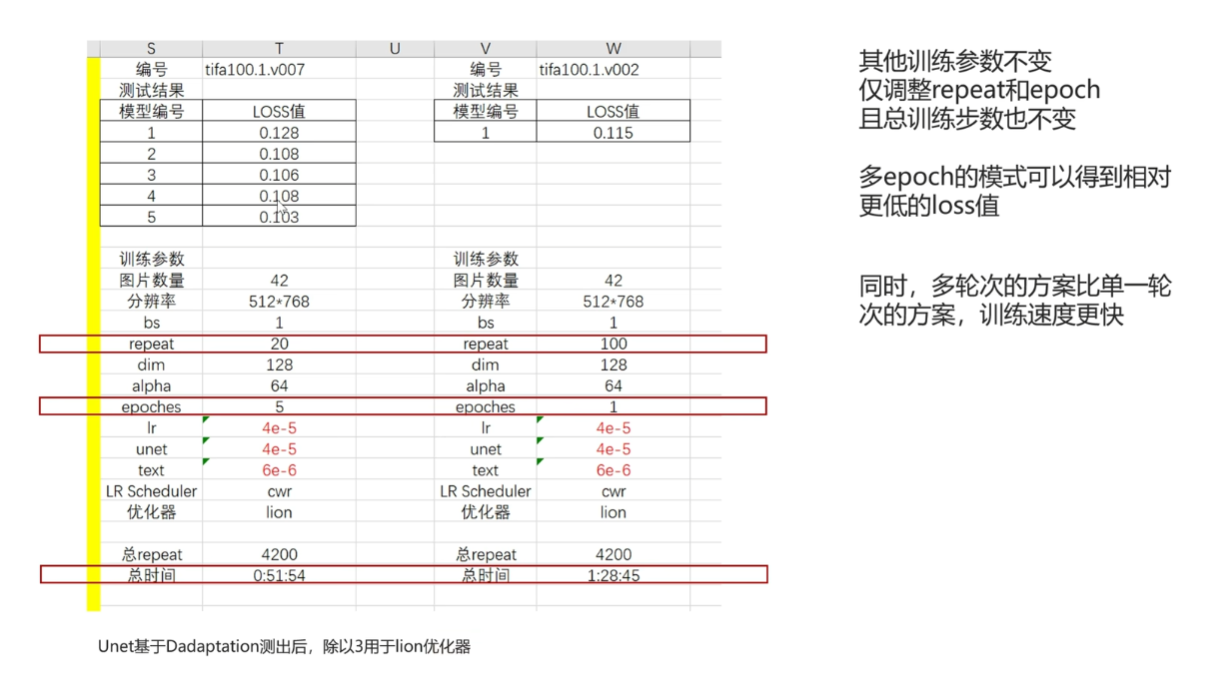 S T U V W
编号 tifa100.1.v007 编号 tifa100.1.v002
测试结果 测试结果
模型编号 LOSS值 模型编号 LOSS值
1 0.128 1 0.115
2 0.108
3 0.106
4 0.108
5 0.103
训练参数 训练参数
图片数量 42 图片数量 42
分辨率 512*768 分辨率 512*768
bs 1 bs 1
repeat 20 repeat 100
dim 128 dim 128
alpha 64 alpha 64
epoches 5 epoches 1
lr 4e-5 lr 4e-5
unet 4e-5 unet 4e-5
text 6e-6 text 6e-6
LR Scheduler cwr LR Scheduler cwr
优化器 lion 优化器 lion
总repeat 4200 总repeat 4200
总时间 0:51:54 总时间 1:28:45
其他训练参数不变
仅调整repeat和epoch
且总训练步数也不变
多epoch的模式可以得到相对
更低的loss值
同时，多轮次的方案比单一轮
次的方案，训练速度更快
Unet基于Dadaptation测出后，除以3用于lion优化器